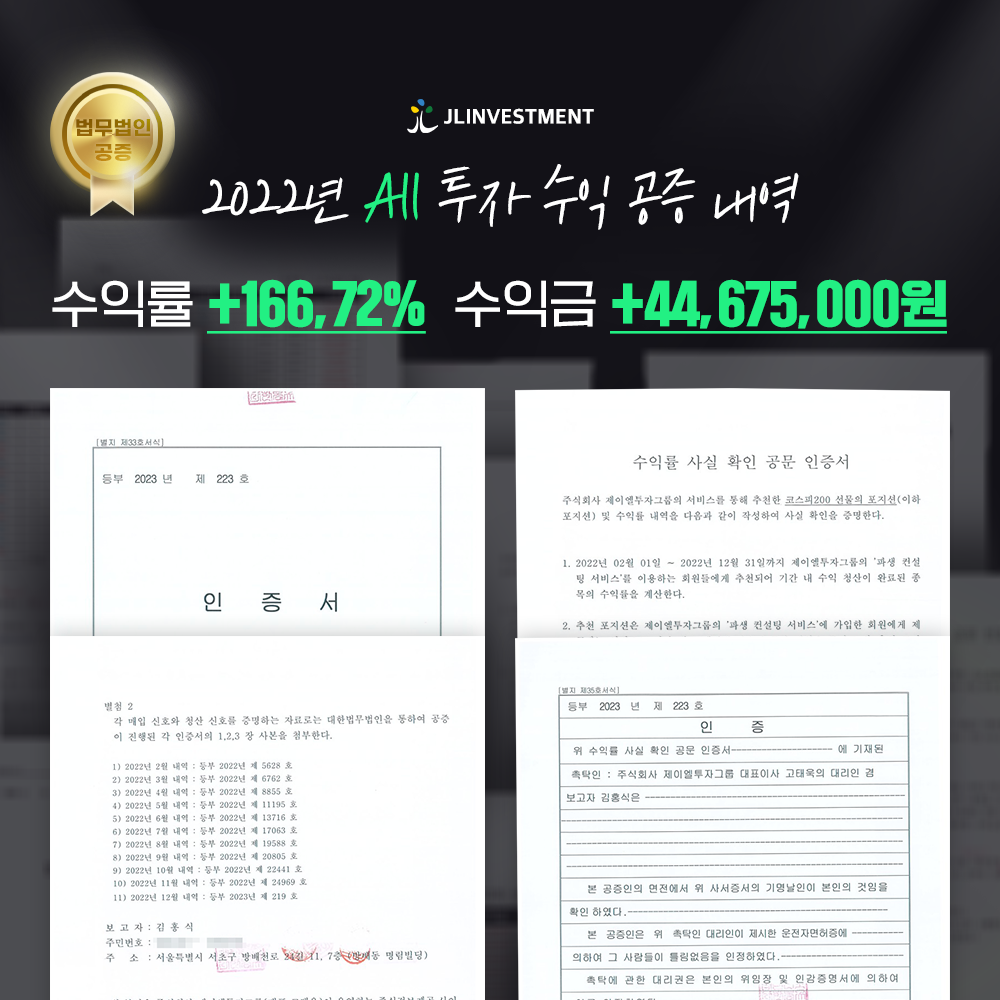 법무법인
공증
JLINVESTMENT
2022년 All 투자 수익 공증 내역
수익률 +166,72% 수익금 +44,675,000원
[별지 제33호서식]
등부 2023 년 제 223 호
인 증 서
수익률 사실 확인 공문 인증서
주식회사 제이엘투자그룹의 서비스를 통해 추천한 코스피200 선물의 포지션(이하
포지션) 및 수익률 내역을 다음과 같이 작성하여 사실 확인을 증명한다.
1. 2022년 02월 01일 ~ 2022년 12월 31일까지 제이엘투자그룹의 '파생 컨설
팅 서비스'를 이용하는 회원들에게 추천되어 기간 내 수익 청산이 완료된 종
목의 수익률을 계산한다.
2. 추천 포지션은 제이엘투자그룹의 '파생 컨설팅 서비스'에 가입한 회원에게 제
별첨 2
각 매입 신호와 청산 신호를 증명하는 자료로는 대한법무법인을 통하여 공증
이 진행된 각 인증서의 1,2,3 장 사본을 첨부한다.
1) 2022년 2월 내역 : 등부 2022년 제 5628 호
2) 2022년 3월 내역 : 등부 2022년 제 6762 호
3) 2022년 4월 내역 : 등부 2022년 제 8855 호
4) 2022년 5월 내역 : 등부 2022년 제 11195 호
5) 2022년 6월 내역 : 등부 2022년 제 13716 호
6) 2022년 7월 내역 : 등부 2022년 제 17063 호
7) 2022년 8월 내역 : 등부 2022년 제 19588 호
8) 2022년 9월 내역 : 등부 2022년 제 20805 호
9) 2022년 10월 내역 : 등부 2022년 제 22441 호
10) 2022년 11월 내역 : 등부 2022년 제 24969 호
11) 2022년 12월 내역 : 등부 2023년 제 219 호
보 고 자 : 김 홍 식
주민번호 :
주 소 : 서울특별시 서초구 방배천로 24길 11, 7층 (방배동 명림빌딩)
[별지 제35호서식]
등부 2023 년 제 223 호
인 증
위 수익률 사실 확인 공문 인증서-------------------- 에 기재된
촉탁인 : 주식회사 제이엘투자그룹 대표이사 고태욱의 대리인 겸
보고자 김홍식은 --------------------
본 공증인의 면전에서 위 사서증서의 기명날인이 본인의 것임을
확인하였다.--------------------
본 공증인은 위 촉탁인 대리인이 제시한 운전자면허증에 ----------
의하여 그 사람들이 틀림없음을 인정하였다.--------------------
촉탁에 관한 대리권은 본인의 위임장 및 인감증명서에 의하여